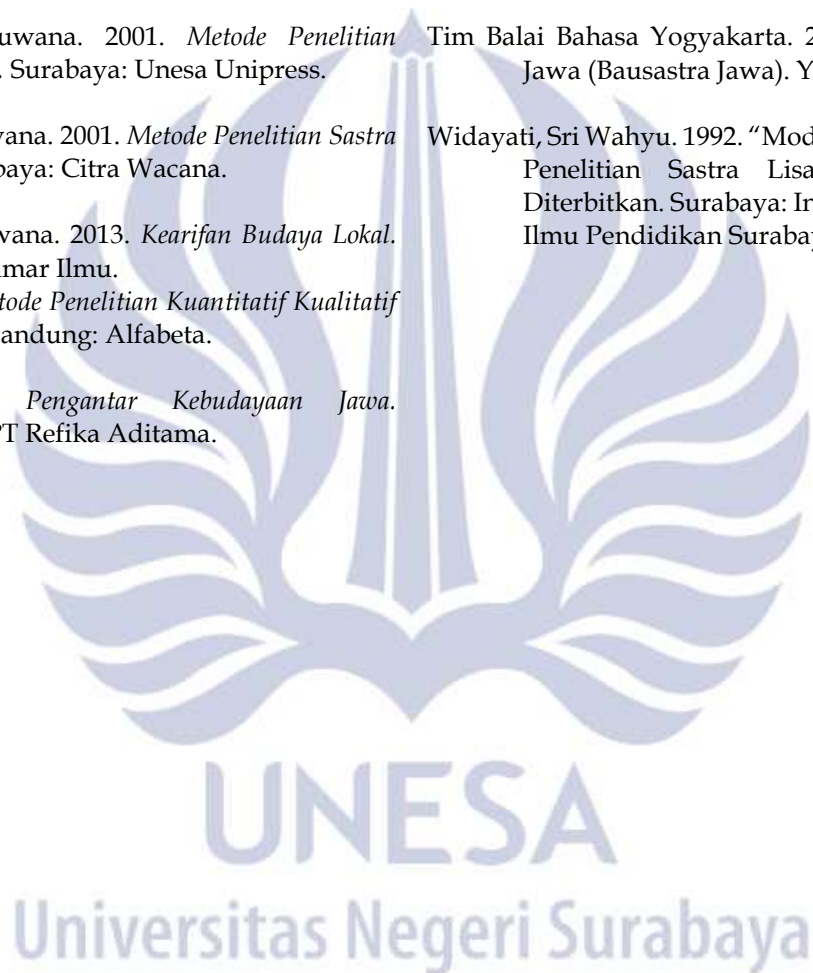 uwana. 2001. Metode Penelitian
. Surabaya: Unesa Unipress.
vana. 2001. Metode Penelitian Sastra
baya: Citra Wacana.
wana. 2013. Kearifan Budaya Lokal.
mar Ilmu.
tode Penelitian Kuantitatif Kualitatif
andung: Alfabeta.
Pengantar Kebudayaan Jawa.
PT Refika Aditama.
Tim Balai Bahasa Yogyakarta. 2
Jawa (Bausastra Jawa). Y
Widayati, Sri Wahyu. 1992. “Mod
Penelitian Sastra Lisa
Diterbitkan. Surabaya: In
Ilmu Pendidikan Surabay
UNESA
Universitas Negeri Surabaya